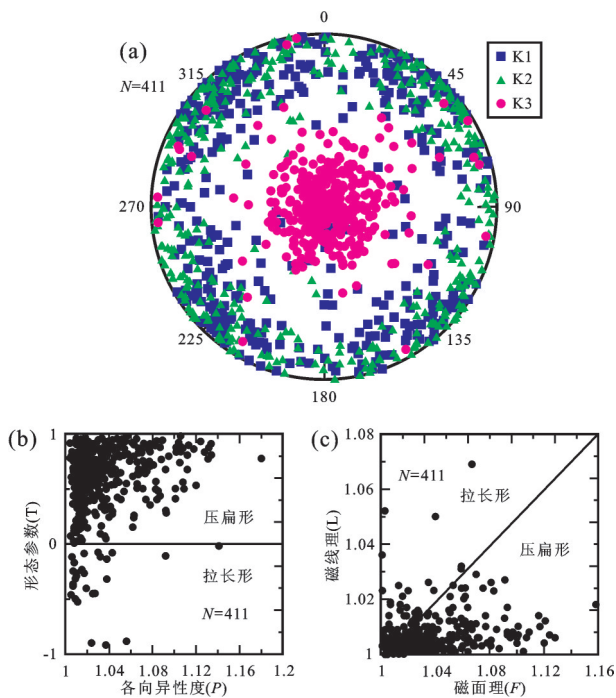 (a)
0
N=411
315
45
K1
K2
K3
270
90
225
135
180
(b)
1
形态参数(T)
压扁形
0
拉长形
N=411
-1
1
1.04
1.08
1.12
1.16
1.2
各向异性度(P)
(c)
1.08
N=411
拉长形
1.06
压扁形
磁线理(L)
1.04
1.02
1
1
1.04
1.08
1.12
1.16
磁面理(F)